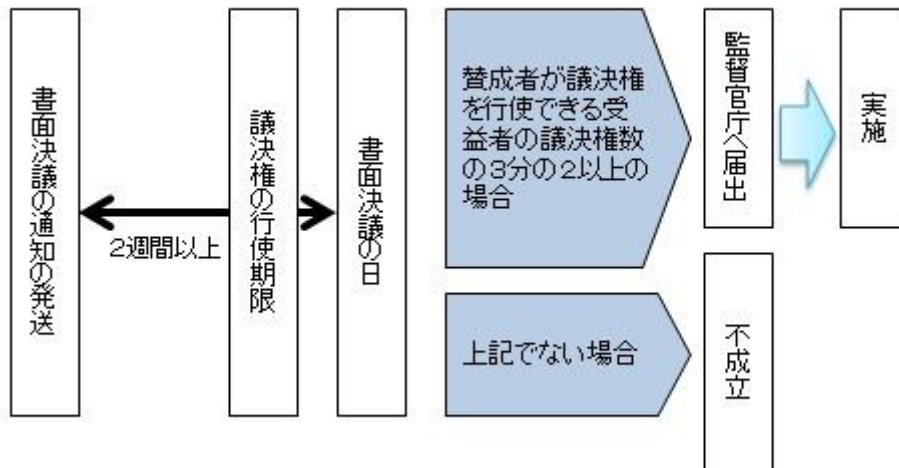 書面決議の通知の発送
2週間以上
議決権の行使期限
書面決議の日
賛成者が議決権
を行使できる受
益者の議決権数
の3分の2以上の
場合
監督官庁へ届出
実施
上記でない場合
不成立